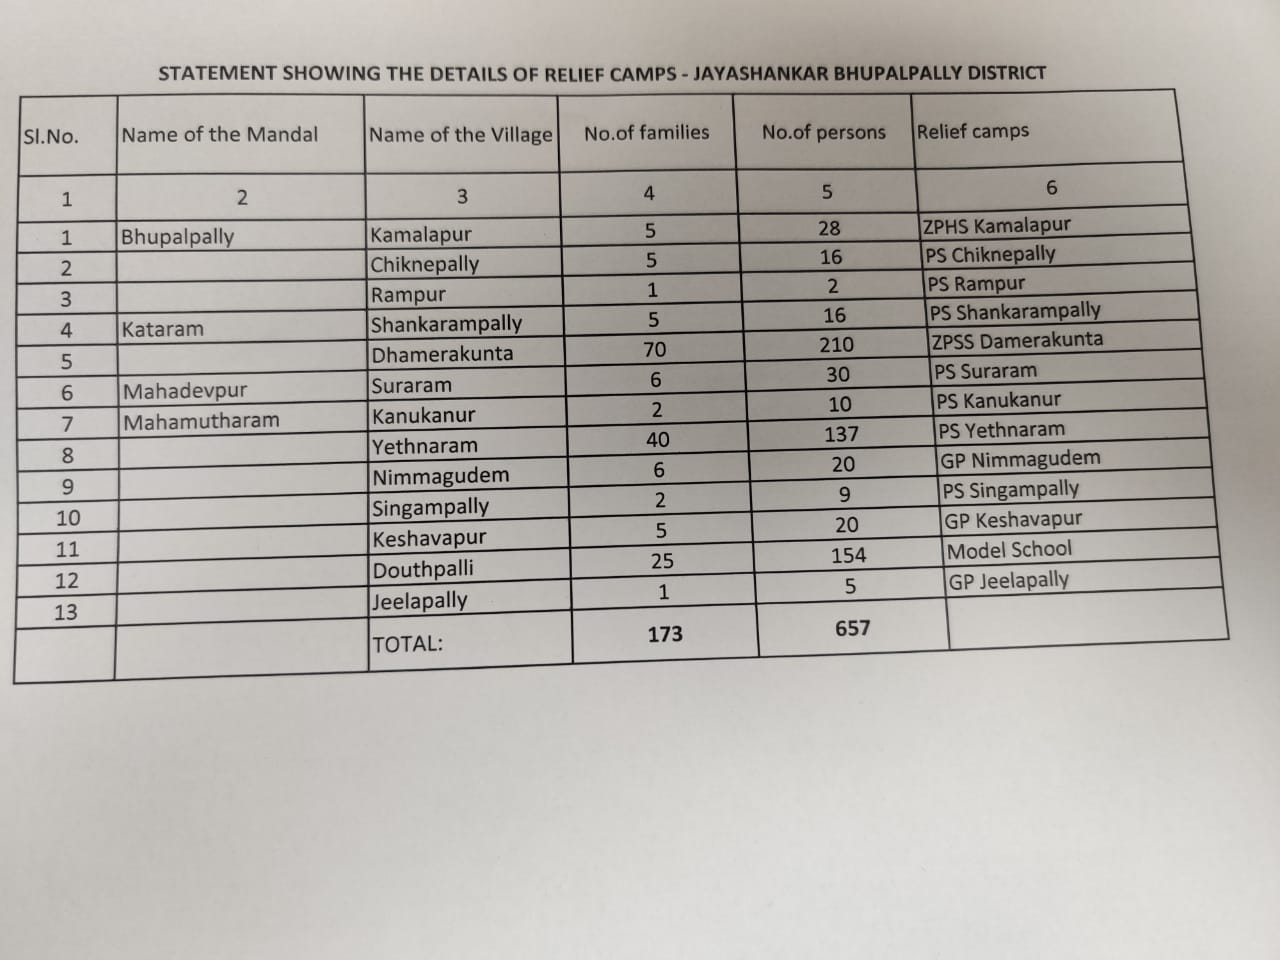 STATEMENT SHOWING THE DETAILS OF RELIEF CAMPS - JAYASHANKAR BHUPALPALLY DISTRICT
Sl.No. Name of the Mandal Name of the Village No.of families No.of persons Relief camps
1 2 3 4 5 6
1 Bhupalpally Kamalapur 5 28 ZPHS Kamalapur
2 Chiknepally 5 16 PS Chiknepally
3 Rampur 1 2 PS Rampur
4 Kataram Shankarampally 5 16 PS Shankarampally
5 Dhamerakunta 70 210 ZPSS Damerakunta
6 Mahadevpur Suraram 6 30 PS Suraram
7 Mahamutharam Kanukanur 2 10 PS Kanukanur
8 Yethnaram 40 137 PS Yethnaram
9 Nimmagudem 6 20 GP Nimmagudem
10 Singampally 2 9 PS Singampally
11 Keshavapur 5 20 GP Keshavapur
12 Douthpalli 25 154 Model School
13 Jeelapally 1 5 GP Jeelapally
TOTAL: 173 657